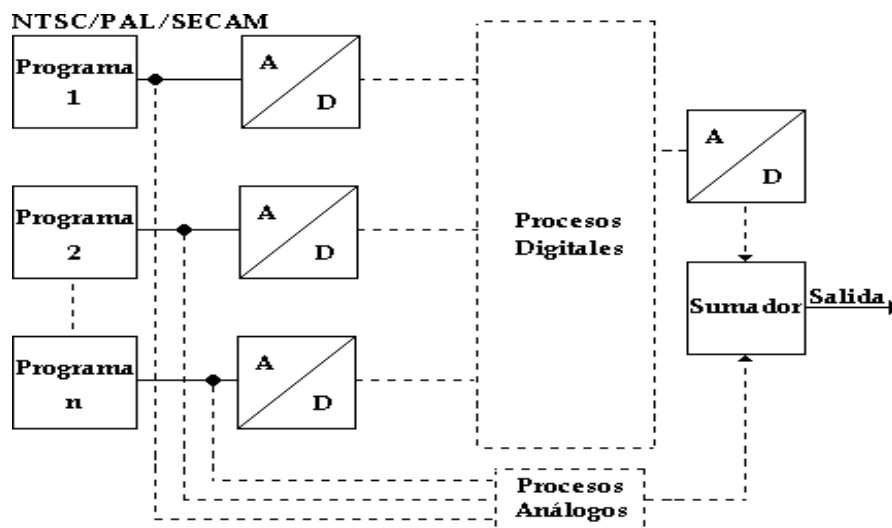 NTSC/PAL/SECAM
Programa
1
A
D
Programa
2
A
D
Programa
n
A
D
Procesos
Digitales
A
D
Sumador
Salida
Procesos
Análogos